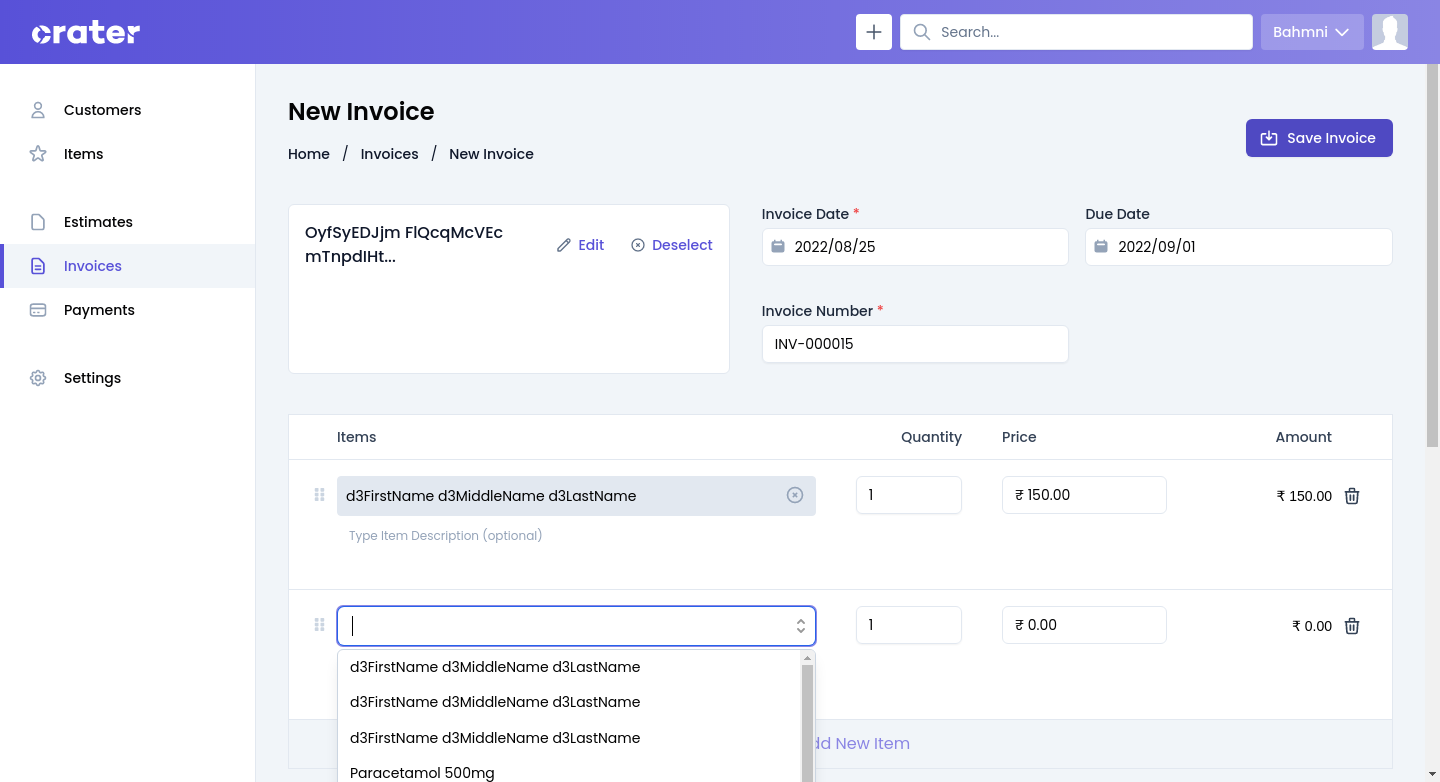 crater
Search...
Bahmni
Customers
Items
Estimates
Invoices
Payments
Settings
New Invoice
Home / Invoices / New Invoice
Save Invoice
OyfSyEDJjm FlQcqMcVEc
mTnpdIHt...
Edit
Deselect
Invoice Date *
Due Date
2022/08/25
2022/09/01
Invoice Number *
INV-000015
Items Quantity Price Amount
d3FirstName d3MiddleName d3LastName 1 ₹ 150.00 ₹ 150.00
Type Item Description (optional)
1 ₹ 0.00 ₹ 0.00
d3FirstName d3MiddleName d3LastName
d3FirstName d3MiddleName d3LastName
d3FirstName d3MiddleName d3LastName
dd New Item
Paracetamol 500mg